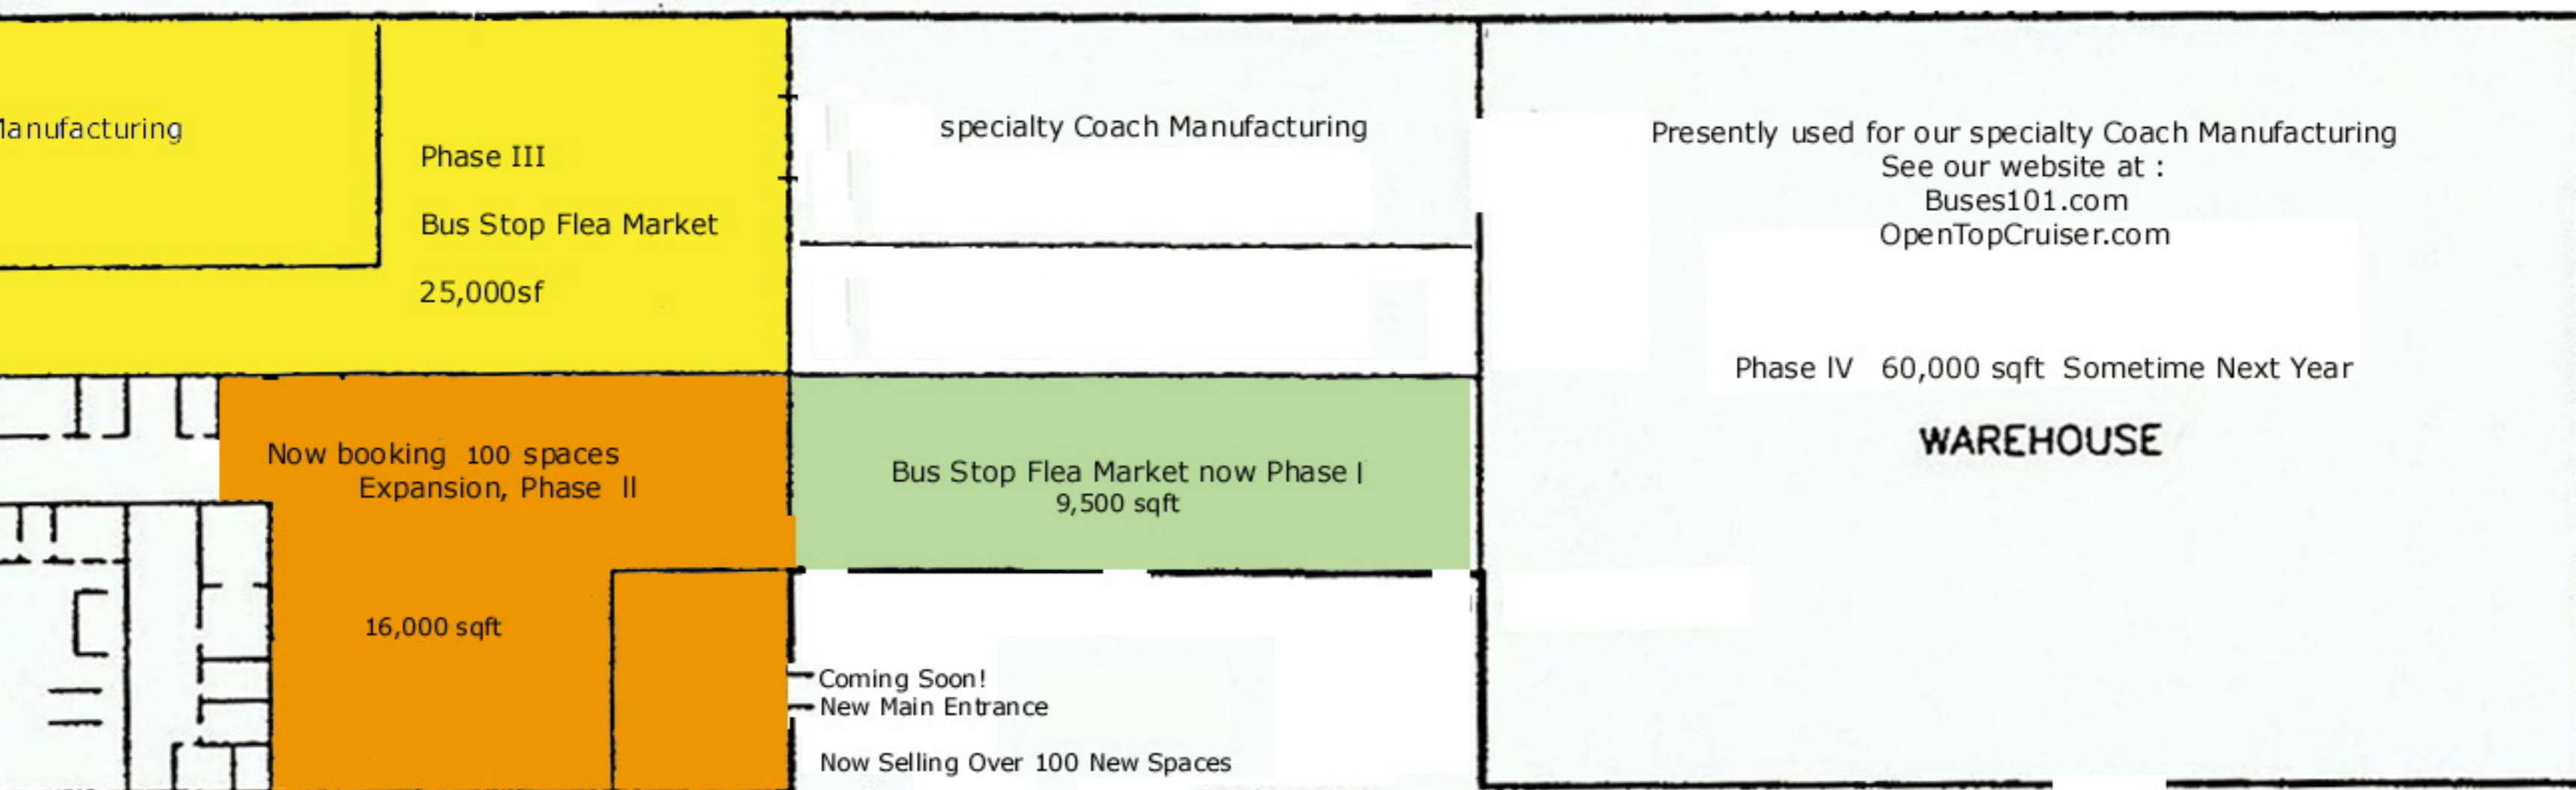 Manufacturing
Phase III
Bus Stop Flea Market
25,000sf
specialty Coach Manufacturing
Presently used for our specialty Coach Manufacturing
See our website at :
Buses101.com
OpenTopCruiser.com
Phase lV 60,000 sqft Sometime Next Year
WAREHOUSE
Now booking 100 spaces
Expansion, Phase ll
16,000 sqft
Bus Stop Flea Market now Phase l
9,500 sqft
Coming Soon!
New Main Entrance
Now Selling Over 100 New Spaces